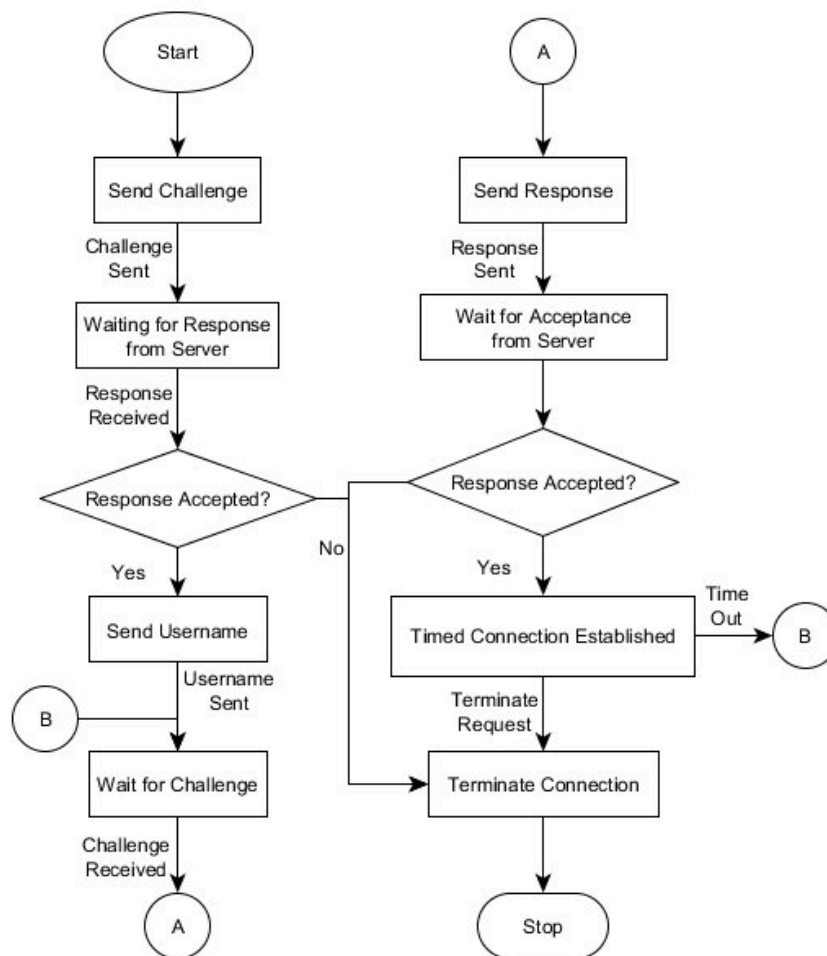 Start
Send Challenge
Challenge
Sent
Waiting for Response
from Server
Response
Received
Response Accepted?
No
Yes
Send Username
Username
Sent
B
Wait for Challenge
Challenge
Received
A
A
Send Response
Response
Sent
Wait for Acceptance
from Server
Response Accepted?
Yes
Timed Connection Established
Time
Out
B
Terminate
Request
Terminate Connection
Stop